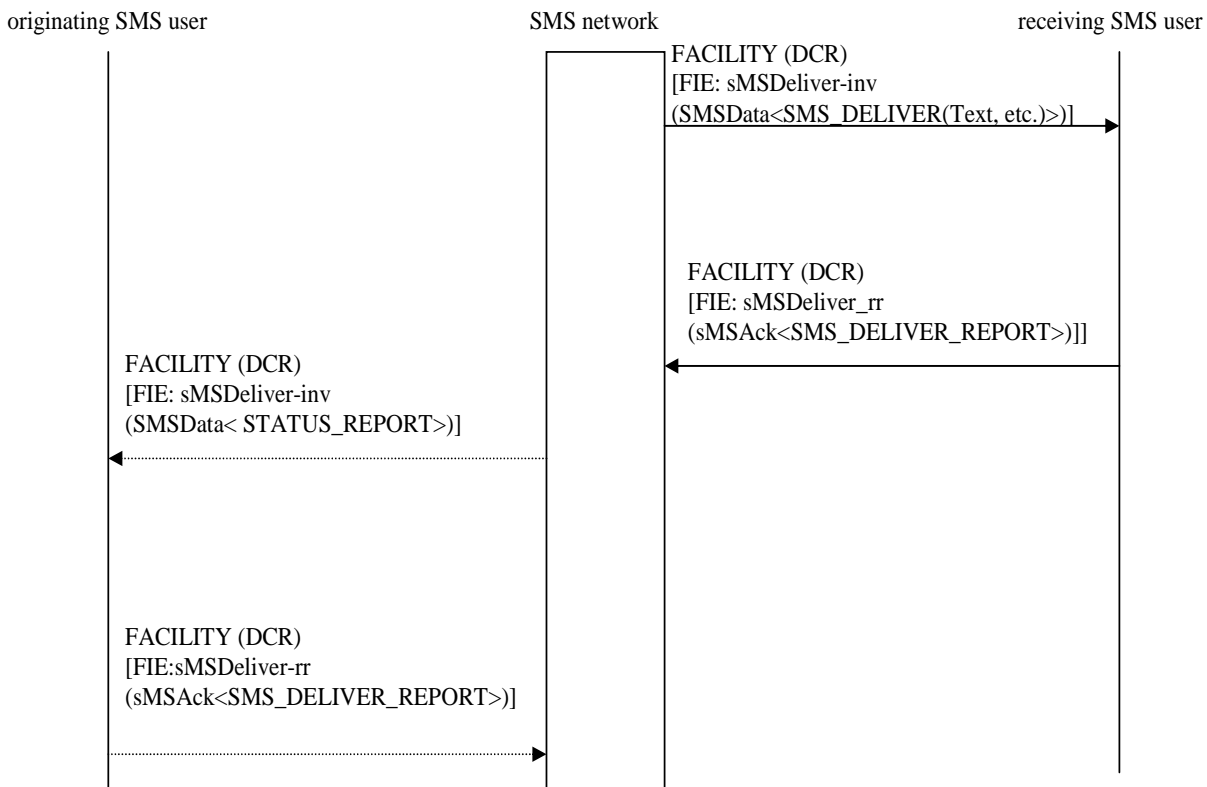 originating SMS user
SMS network
receiving SMS user
FACILITY (DCR)
[FIE: sMSDeliver-inv
(SMSData<SMS_DELIVER(Text, etc.)>)]
FACILITY (DCR)
[FIE: sMSDeliver_rr
(sMSAck<SMS_DELIVER_REPORT>)]]
FACILITY (DCR)
[FIE: sMSDeliver-inv
(SMSData< STATUS_REPORT>)]
FACILITY (DCR)
[FIE:sMSDeliver-rr
(sMSAck<SMS_DELIVER_REPORT>)]